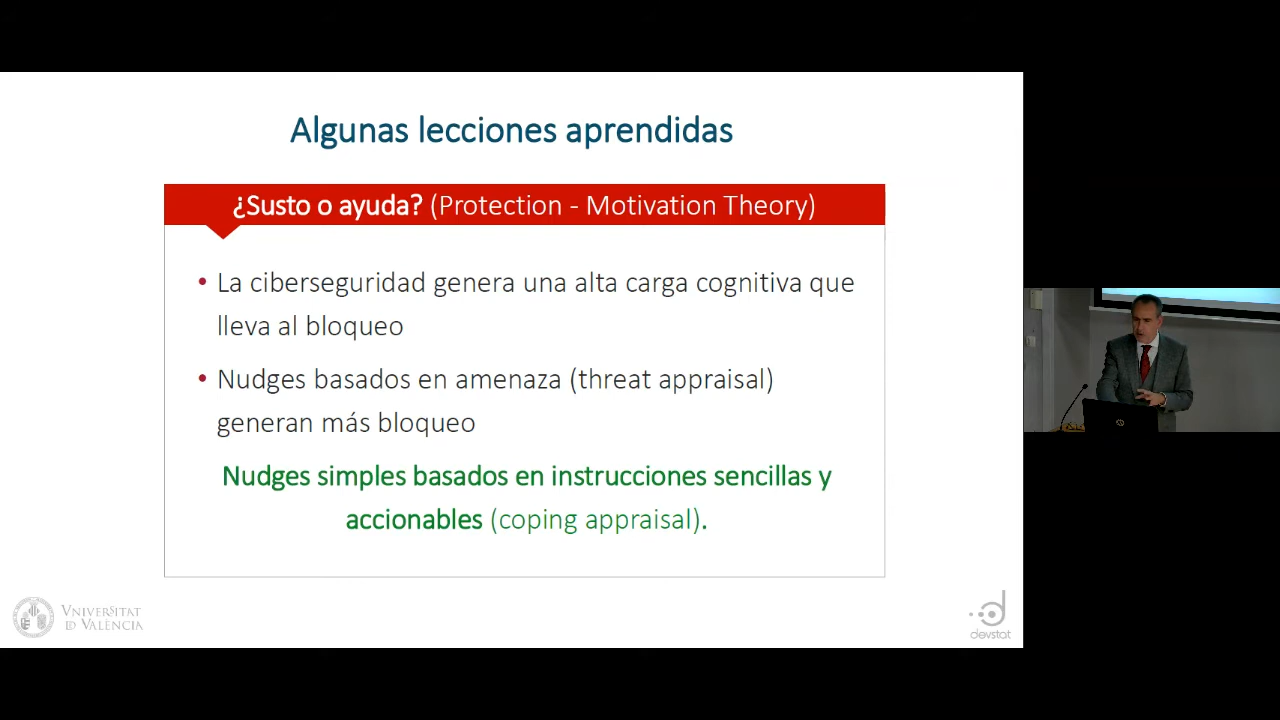 Algunas lecciones aprendidas
¿Susto o ayuda? (Protection - Motivation Theory)
• La ciberseguridad genera una alta carga cognitiva que
lleva al bloqueo
• Nudges basados en amenaza (threat appraisal)
generan más bloqueo
Nudges simples basados en instrucciones sencillas y
accionables (coping appraisal).
VNIVERSITAT
DE VALÈNCIA
devstat